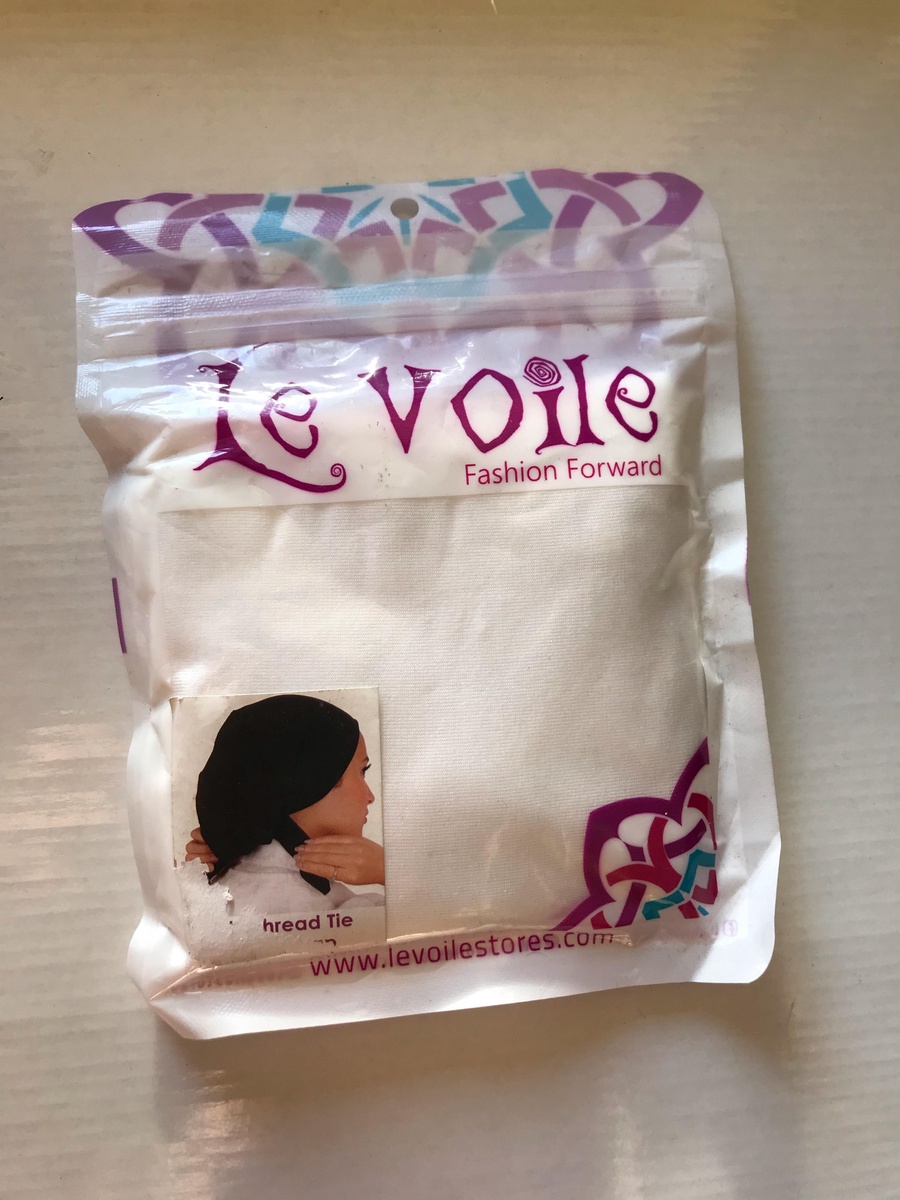 Le Voile
Fashion Forward
hread Tie
www.levoilestores.com